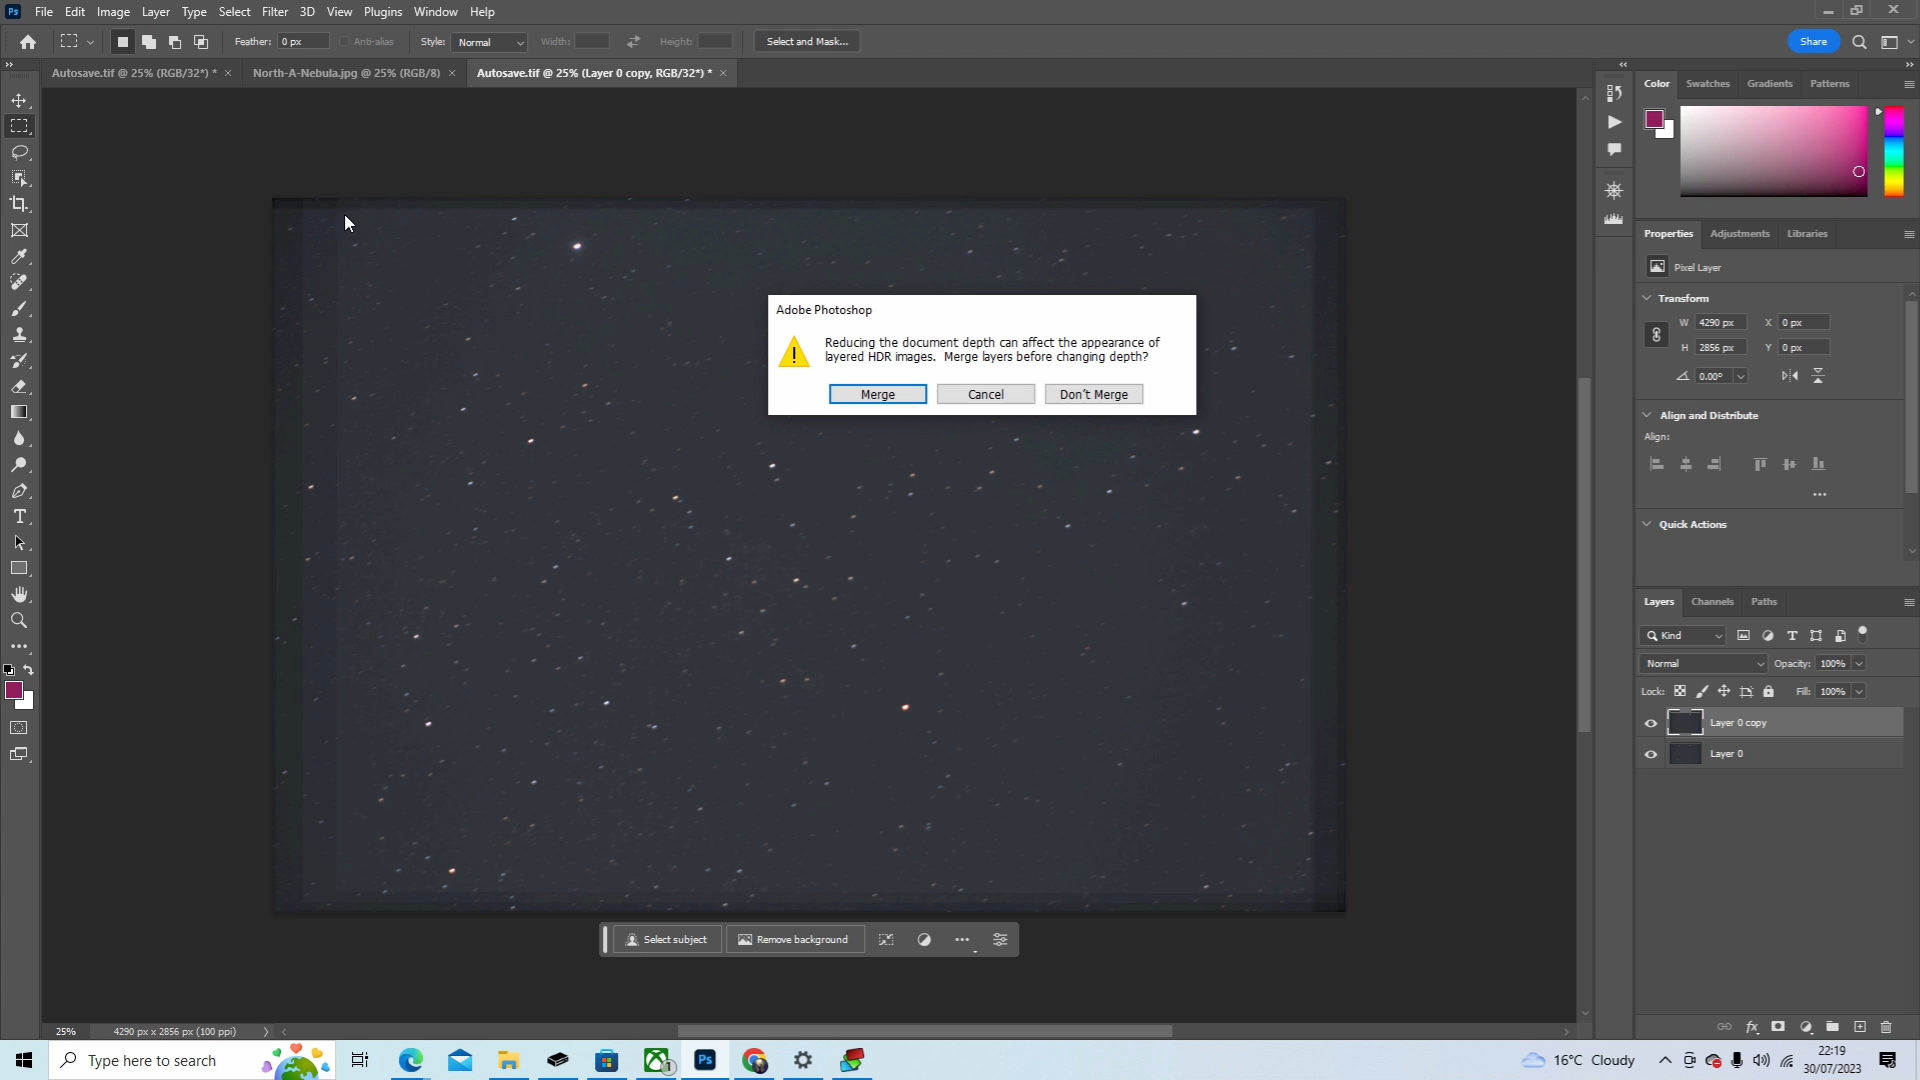 Ps File Edit Image Layer Type Select Filter 3D View Plugins Window Help
Feather: 0 px Anti-alias Style: Normal Width: Height: Select and Mask... Share
Autosave.tif @ 25% (RGB/32*) * × North-A-Nebula.jpg @ 25% (RGB/8) × Autosave.tif @ 25% (Layer 0 copy, RGB/32*) * ×
Color Swatches Gradients Patterns
Properties Adjustments Libraries
Pixel Layer
Transform
W 4290 px X 0 px
H 2856 px Y 0 px
0.00°
Align and Distribute
Align:
Quick Actions
Adobe Photoshop
Reducing the document depth can affect the appearance of
layered HDR images. Merge layers before changing depth?
Merge Cancel Don't Merge
Layers Channels Paths
Kind
Normal Opacity: 100%
Lock: Fill: 100%
Layer 0 copy
Layer 0
Select subject Remove background
25% 4290 px x 2856 px (100 ppi)
Type here to search
1
Ps
16°C Cloudy
22:19
30/07/2023